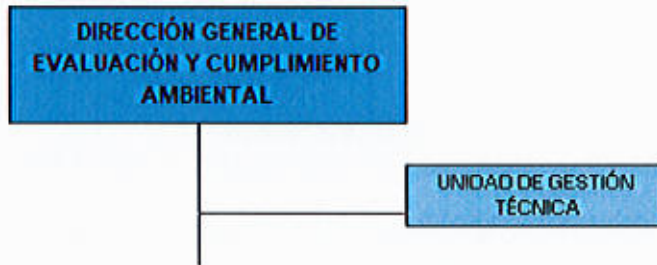 DIRECCIÓN GENERAL DE
EVALUACIÓN Y CUMPLIMIENTO
AMBIENTAL
UNIDAD DE GESTIÓN
TÉCNICA